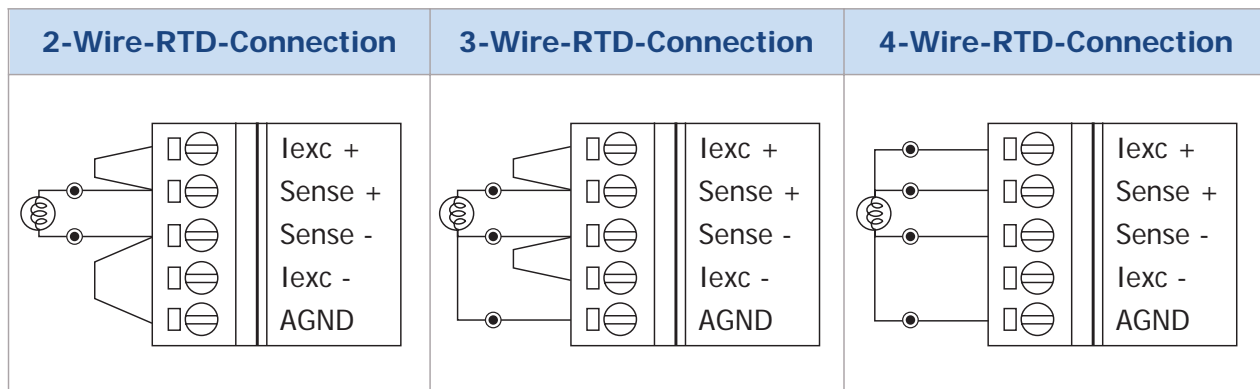 2-Wire-RTD-Connection
3-Wire-RTD-Connection
4-Wire-RTD-Connection
Iexc +
Sense +
Sense -
Iexc -
AGND
Iexc +
Sense +
Sense -
Iexc -
AGND
Iexc +
Sense +
Sense -
Iexc -
AGND